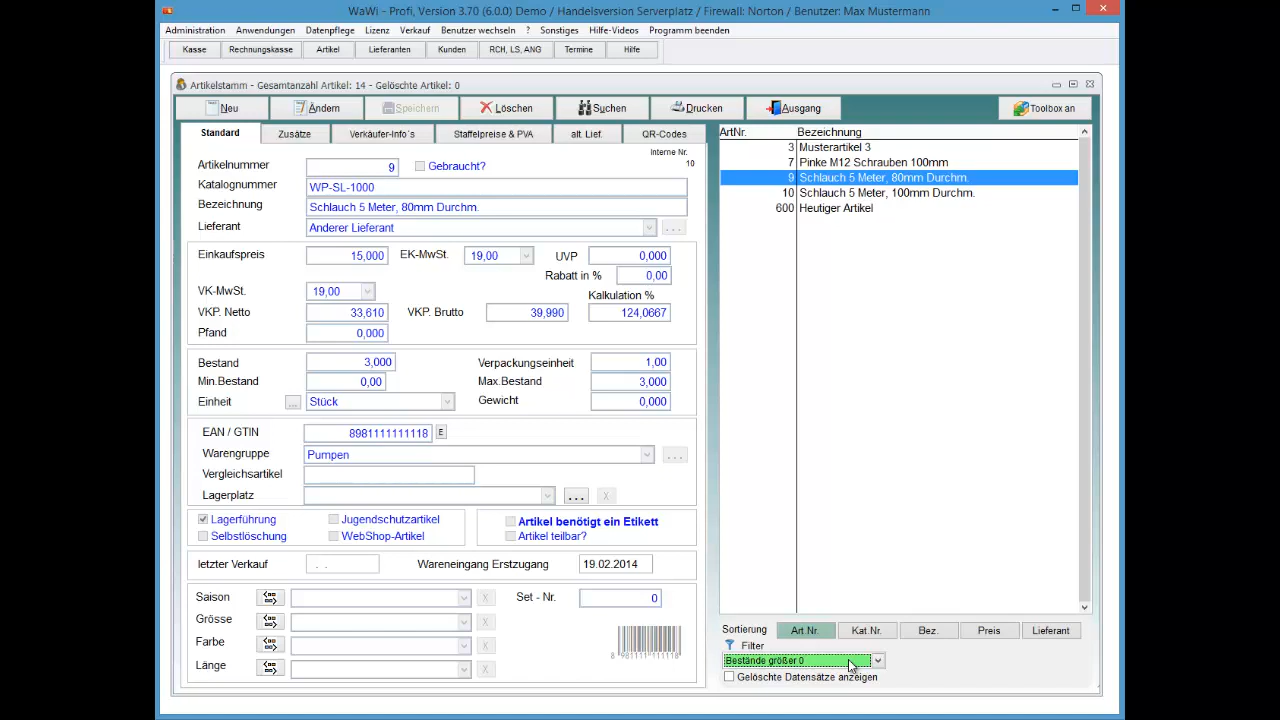 WaWi - Profi, Version 3.70 (6.0.0) Demo / Handelsversion Serverplatz / Firewall: Norton / Benutzer: Max Mustermann
Administration Anwendungen Datenpflege Lizenz Verkauf Benutzer wechseln ? Sonstiges Hilfe-Videos Programm beenden
Kasse Rechnungskasse Artikel Lieferanten Kunden RCH, LS, ANG Termine Hilfe
Artikelstamm - Gesamtanzahl Artikel: 14 - Gelöschte Artikel: 0
Neu Ändern Speichern Löschen Suchen Drucken Ausgang Toolbox an
Standard Zusätze Verkäufer-Info´s Staffelpreise & PVA alt. Lief. QR-Codes
Interne Nr.
10
Artikelnummer 9 Gebraucht?
Katalognummer WP-SL-1000
Bezeichnung Schlauch 5 Meter, 80mm Durchm.
Lieferant Anderer Lieferant ...
Einkaufspreis 15,000 EK-MwSt. 19,00 UVP 0,000
Rabatt in % 0,00
VK-MwSt. 19,00 Kalkulation %
VKP. Netto 33,610 VKP. Brutto 39,990 124,0667
Pfand 0,000
Bestand 3,000 Verpackungseinheit 1,00
Min.Bestand 0,00 Max.Bestand 3,000
Einheit ... Stück Gewicht 0,000
EAN / GTIN 8981111111118 E
Warengruppe Pumpen ...
Vergleichsartikel
Lagerplatz ... X
Lagerführung Jugendschutzartikel Artikel benötigt ein Etikett
Selbstlöschung WebShop-Artikel Artikel teilbar?
letzter Verkauf . . Wareneingang Erstzugang 19.02.2014
Saison X Set - Nr. 0
Grösse X
Farbe X
Länge X
8 981111 111118
ArtNr. Bezeichnung
3 Musterartikel 3
7 Pinke M12 Schrauben 100mm
9 Schlauch 5 Meter, 80mm Durchm.
10 Schlauch 5 Meter, 100mm Durchm.
600 Heutiger Artikel
Sortierung Art.Nr. Kat.Nr. Bez. Preis Lieferant
Filter
Bestände größer 0
Gelöschte Datensätze anzeigen